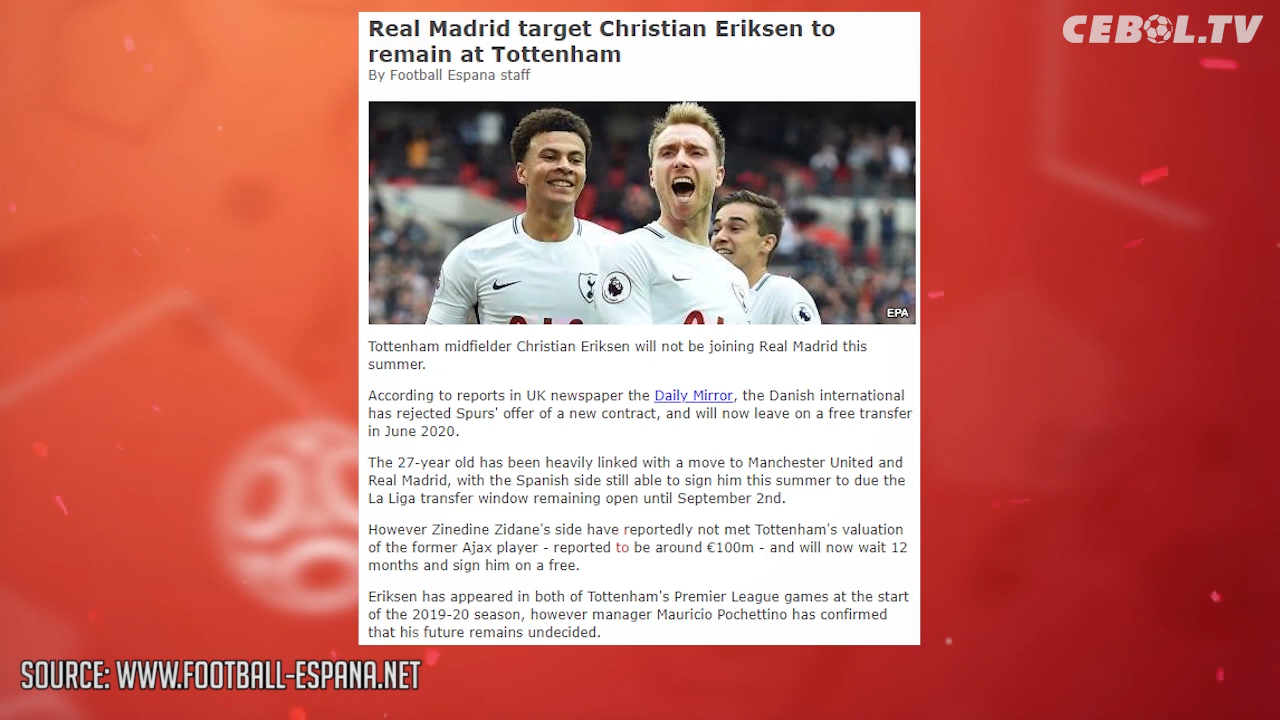 CEBOL.TV
Real Madrid target Christian Eriksen to
remain at Tottenham
By Football Espana staff
EPA
Tottenham midfielder Christian Eriksen will not be joining Real Madrid this
summer.
According to reports in UK newspaper the Daily Mirror, the Danish international
has rejected Spurs' offer of a new contract, and will now leave on a free transfer
in June 2020.
The 27-year old has been heavily linked with a move to Manchester United and
Real Madrid, with the Spanish side still able to sign him this summer to due the
La Liga transfer window remaining open until September 2nd.
However Zinedine Zidane's side have reportedly not met Tottenham's valuation
of the former Ajax player - reported to be around €100m - and will now wait 12
months and sign him on a free.
Eriksen has appeared in both of Tottenham's Premier League games at the start
of the 2019-20 season, however manager Mauricio Pochettino has confirmed
that his future remains undecided.
SOURCE: WWW.FOOTBALL-ESPANA.NET